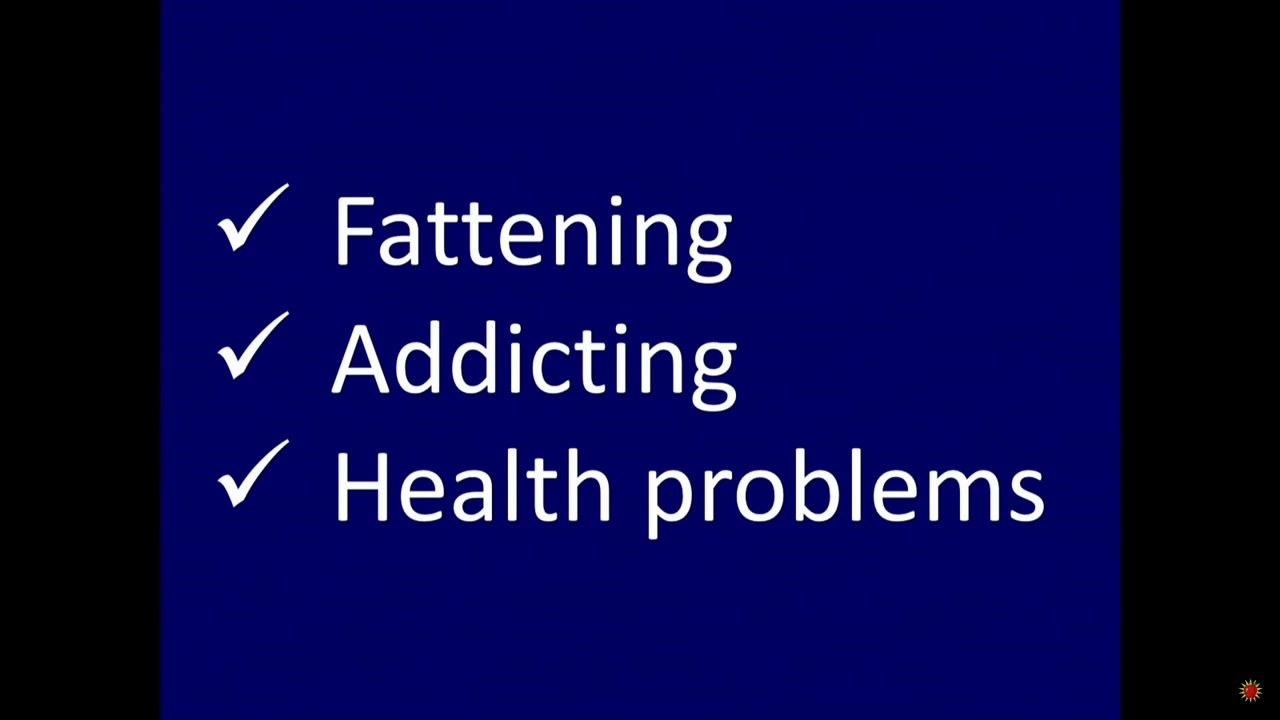 ✓ Fattening
✓ Addicting
✓ Health problems